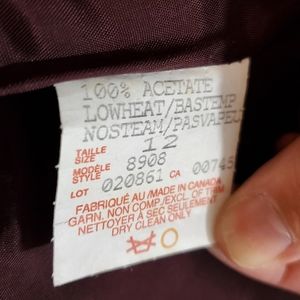 100% ACETATE
LOWHEAT/BASTEMP
NOSTEAM/PASVAPEU
TAILLE
SIZE 12
MODÈLE
STYLE 8908
LOT 020861 CA 00745
FABRIQUÉ AU/MADE IN CANADA
GARN. NON COMP/EXCL. OF TRIM
NETTOYER À SEC SEULEMENT
DRY CLEAN ONLY